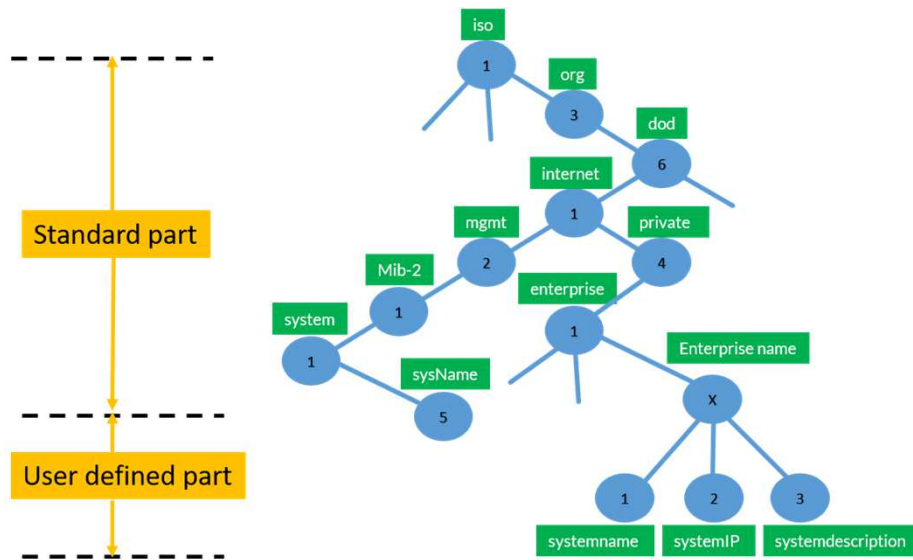 iso
1
org
3
dod
6
internet
1
private
4
mgmt
2
Mib-2
1
system
1
sysName
5
enterprise
1
Enterprise name
X
1
2
3
systemname
systemIP
systemdescription
Standard part
User defined part